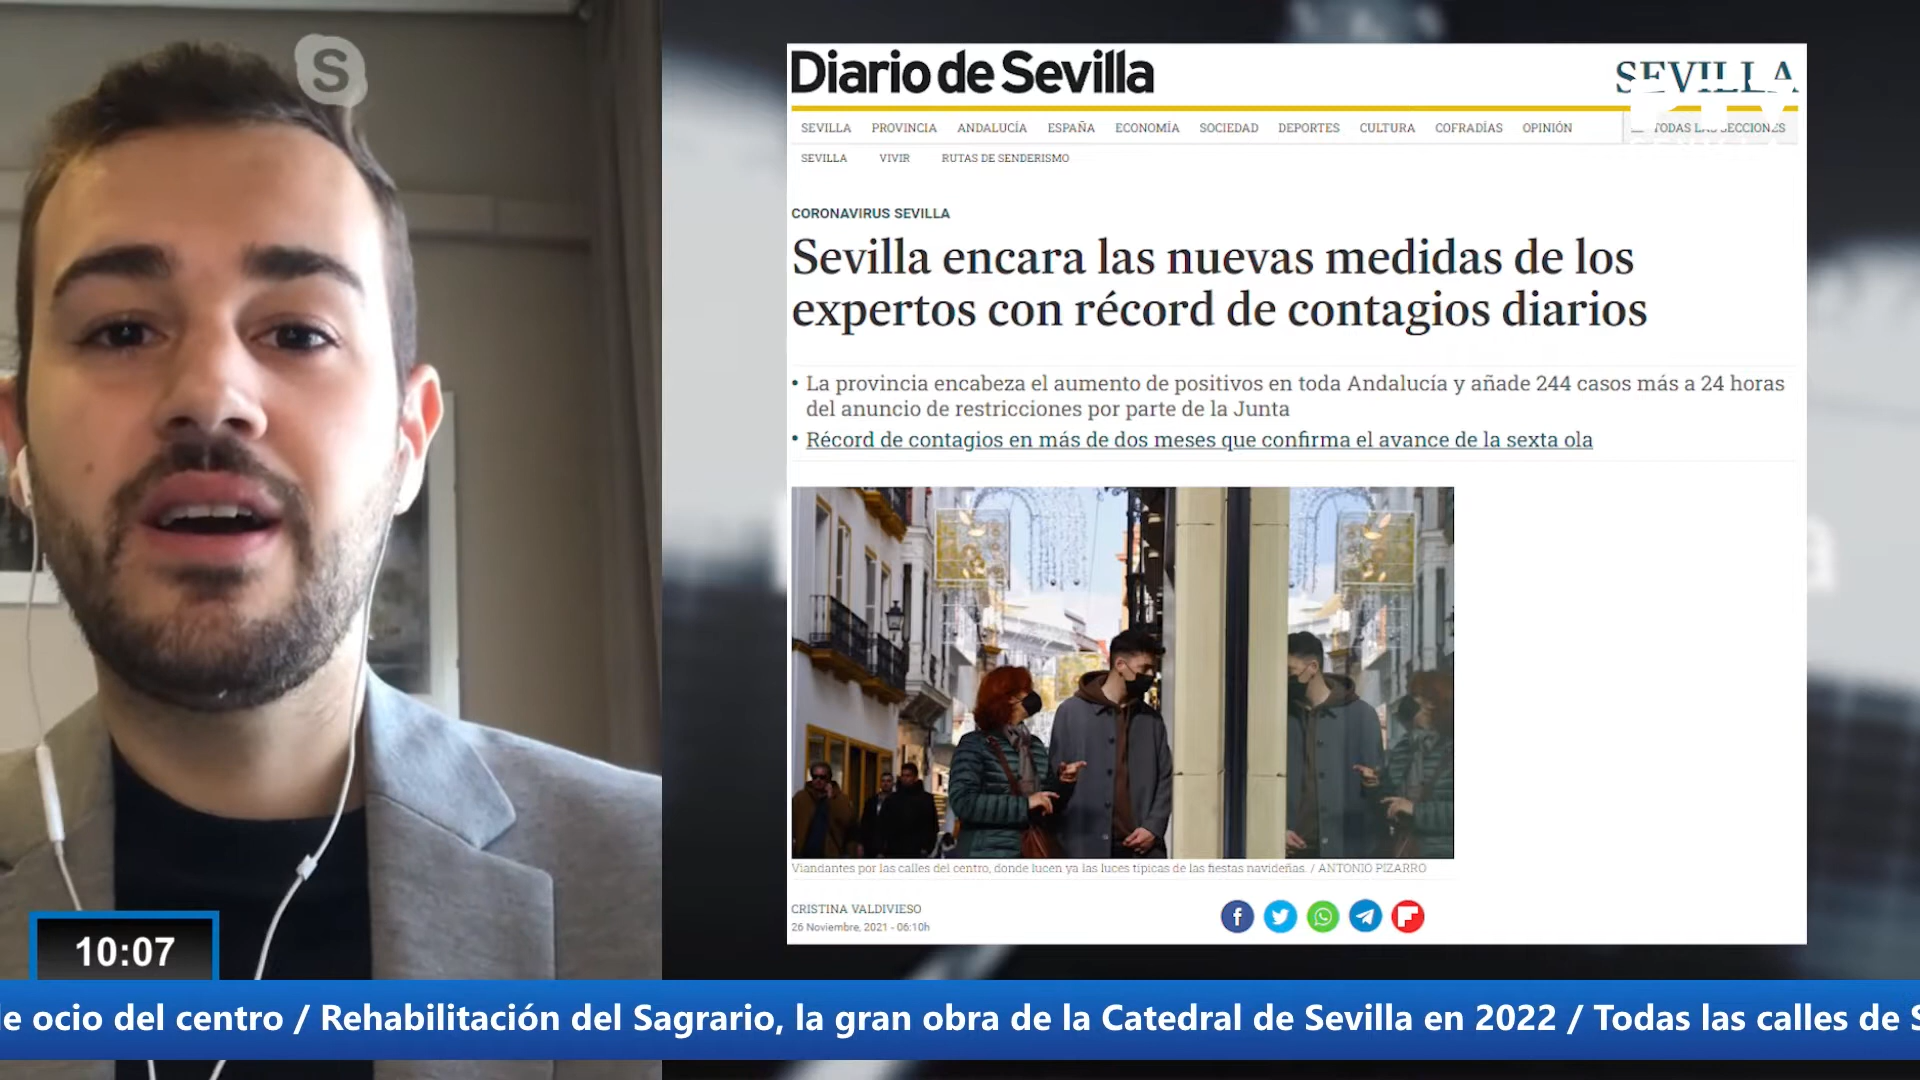 S
Diario de Sevilla
SEVILLA
SEVILLA PROVINCIA ANDALUCÍA ESPAÑA ECONOMÍA SOCIEDAD DEPORTES CULTURA COFRADÍAS OPINIÓN TODAS LAS SECCIONES
SEVILLA VIVIR RUTAS DE SENDERISMO
CORONAVIRUS SEVILLA
Sevilla encara las nuevas medidas de los
expertos con récord de contagios diarios
• La provincia encabeza el aumento de positivos en toda Andalucía y añade 244 casos más a 24 horas
del anuncio de restricciones por parte de la Junta
• Récord de contagios en más de dos meses que confirma el avance de la sexta ola
Viandantes por las calles del centro, donde lucen ya las luces típicas de las fiestas navideñas. / ANTONIO PIZARRO
CRISTINA VALDIVIESO
26 Noviembre, 2021 - 06:10h
10:07
le ocio del centro / Rehabilitación del Sagrario, la gran obra de la Catedral de Sevilla en 2022 / Todas las calles de S